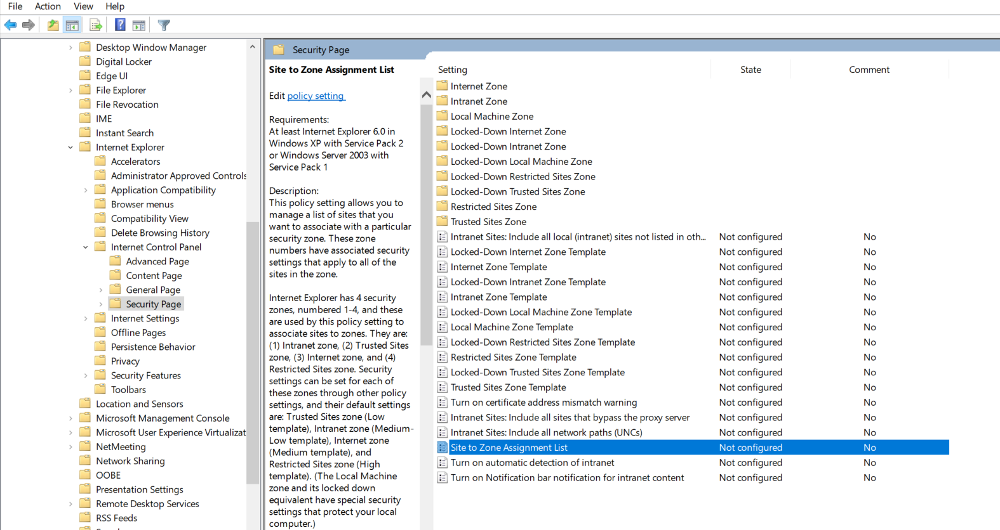 File Action View Help
Desktop Window Manager
Digital Locker
Edge UI
File Explorer
File Revocation
IME
Instant Search
Internet Explorer
Accelerators
Administrator Approved Controls
Application Compatibility
Browser menus
Compatibility View
Delete Browsing History
Internet Control Panel
Advanced Page
Content Page
General Page
Security Page
Internet Settings
Offline Pages
Persistence Behavior
Privacy
Security Features
Toolbars
Location and Sensors
Microsoft Management Console
Microsoft User Experience Virtualizat
NetMeeting
Network Sharing
OOBE
Presentation Settings
Remote Desktop Services
RSS Feeds
Security Page
Site to Zone Assignment List
Edit policy setting
Requirements:
At least Internet Explorer 6.0 in
Windows XP with Service Pack 2
or Windows Server 2003 with
Service Pack 1
Description:
This policy setting allows you to
manage a list of sites that you
want to associate with a particular
security zone. These zone
numbers have associated security
settings that apply to all of the
sites in the zone.
Internet Explorer has 4 security
zones, numbered 1-4, and these
are used by this policy setting to
associate sites to zones. They are:
(1) Intranet zone, (2) Trusted Sites
zone, (3) Internet zone, and (4)
Restricted Sites zone. Security
settings can be set for each of
these zones through other policy
settings, and their default settings
are: Trusted Sites zone (Low
template), Intranet zone (Medium-
Low template), Internet zone
(Medium template), and
Restricted Sites zone (High
template). (The Local Machine
zone and its locked down
equivalent have special security
settings that protect your local
computer.)
Setting State Comment
Internet Zone
Intranet Zone
Local Machine Zone
Locked-Down Internet Zone
Locked-Down Intranet Zone
Locked-Down Local Machine Zone
Locked-Down Restricted Sites Zone
Locked-Down Trusted Sites Zone
Restricted Sites Zone
Trusted Sites Zone
Intranet Sites: Include all local (intranet) sites not listed in oth... Not configured No
Locked-Down Internet Zone Template Not configured No
Internet Zone Template Not configured No
Locked-Down Intranet Zone Template Not configured No
Intranet Zone Template Not configured No
Locked-Down Local Machine Zone Template Not configured No
Local Machine Zone Template Not configured No
Locked-Down Restricted Sites Zone Template Not configured No
Restricted Sites Zone Template Not configured No
Locked-Down Trusted Sites Zone Template Not configured No
Trusted Sites Zone Template Not configured No
Turn on certificate address mismatch warning Not configured No
Intranet Sites: Include all sites that bypass the proxy server Not configured No
Intranet Sites: Include all network paths (UNCs) Not configured No
Site to Zone Assignment List Not configured No
Turn on automatic detection of intranet Not configured No
Turn on Notification bar notification for intranet content Not configured No